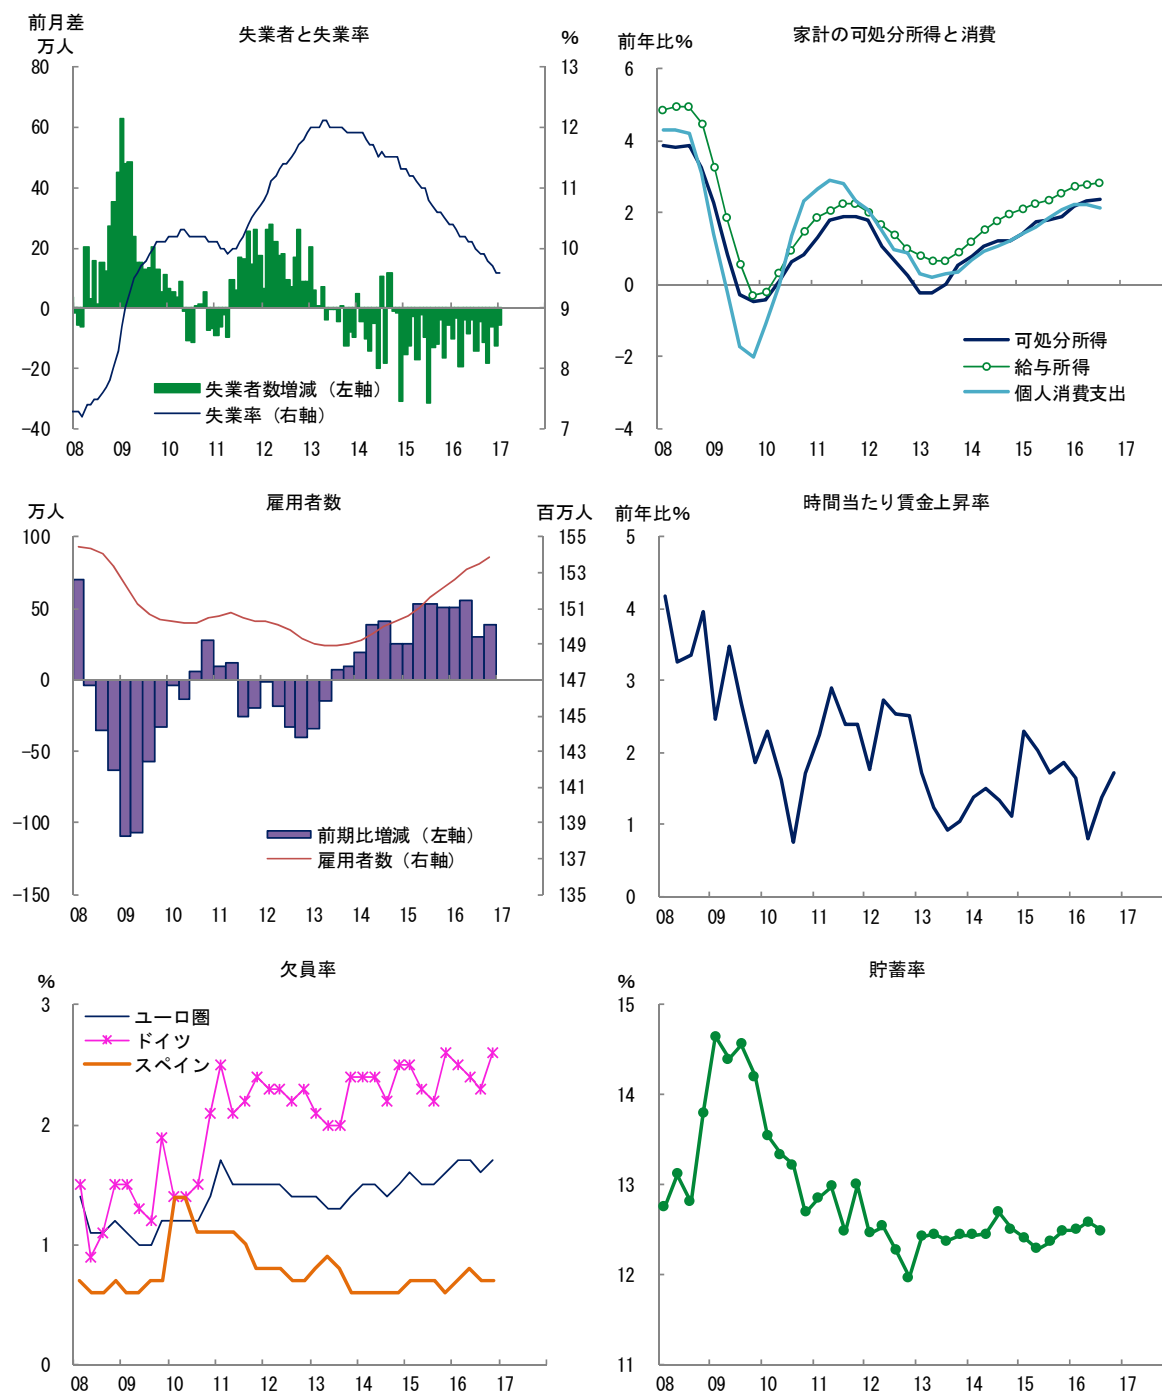 失業者と失業率
前月差
万人
%
80
60
40
20
0
-20
-40
13
12
11
10
9
8
7
失業者数増減（左軸）
失業率（右軸）
08 09 10 11 12 13 14 15 16 17
家計の可処分所得と消費
前年比%
6
4
2
0
-2
-4
可処分所得
給与所得
個人消費支出
08 09 10 11 12 13 14 15 16 17
雇用者数
万人
百万人
100
50
0
-50
-100
-150
155
153
151
149
147
145
143
141
139
137
135
前期比増減（左軸）
雇用者数（右軸）
08 09 10 11 12 13 14 15 16 17
時間当たり賃金上昇率
前年比%
5
4
3
2
1
0
08 09 10 11 12 13 14 15 16 17
欠員率
%
3
2
1
0
ユーロ圏
ドイツ
スペイン
08 09 10 11 12 13 14 15 16 17
貯蓄率
%
15
14
13
12
11
08 09 10 11 12 13 14 15 16 17